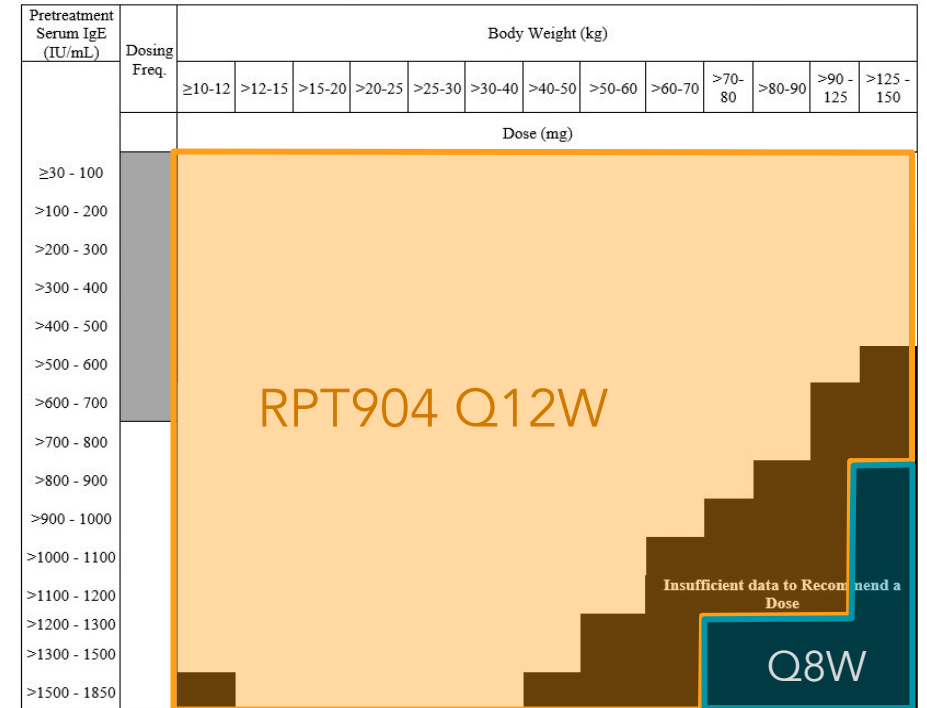 Pretreatment
Serum IgE
(IU/mL)
Dosing
Freq.
Body Weight (kg)
≥10-12 >12-15 >15-20 >20-25 >25-30 >30-40 >40-50 >50-60 >60-70 >70-80 >80-90 >90 - 125 >125 - 150
Dose (mg)
≥30 - 100
>100 - 200
>200 - 300
>300 - 400
>400 - 500
>500 - 600
>600 - 700
RPT904 Q12W
>700 - 800
>800 - 900
>900 - 1000
>1000 - 1100
>1100 - 1200
Insufficient data to Recommend a
Dose
>1200 - 1300
>1300 - 1500
Q8W
>1500 - 1850